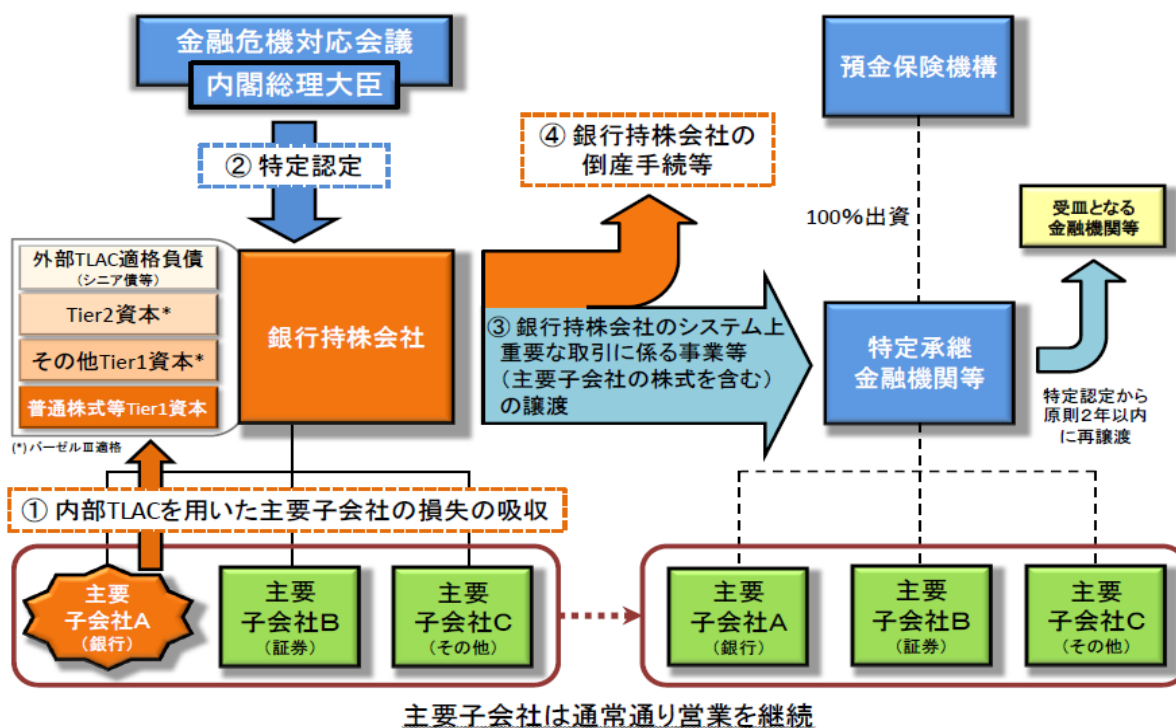 金融危機対応会議
内閣総理大臣
預金保険機構
② 特定認定
④ 銀行持株会社の
倒産手続等
100%出資
受皿となる
金融機関等
外部TLAC適格負債
（シニア債等）
Tier2資本*
その他Tier1資本*
普通株式等Tier1資本
(*) バーゼルⅢ適格
銀行持株会社
③ 銀行持株会社のシステム上
重要な取引に係る事業等
（主要子会社の株式を含む）
の譲渡
特定承継
金融機関等
特定認定から
原則２年以内
に再譲渡
① 内部TLACを用いた主要子会社の損失の吸収
主要
子会社A
（銀行）
主要
子会社B
（証券）
主要
子会社C
（その他）
主要
子会社A
（銀行）
主要
子会社B
（証券）
主要
子会社C
（その他）
主要子会社は通常通り営業を継続